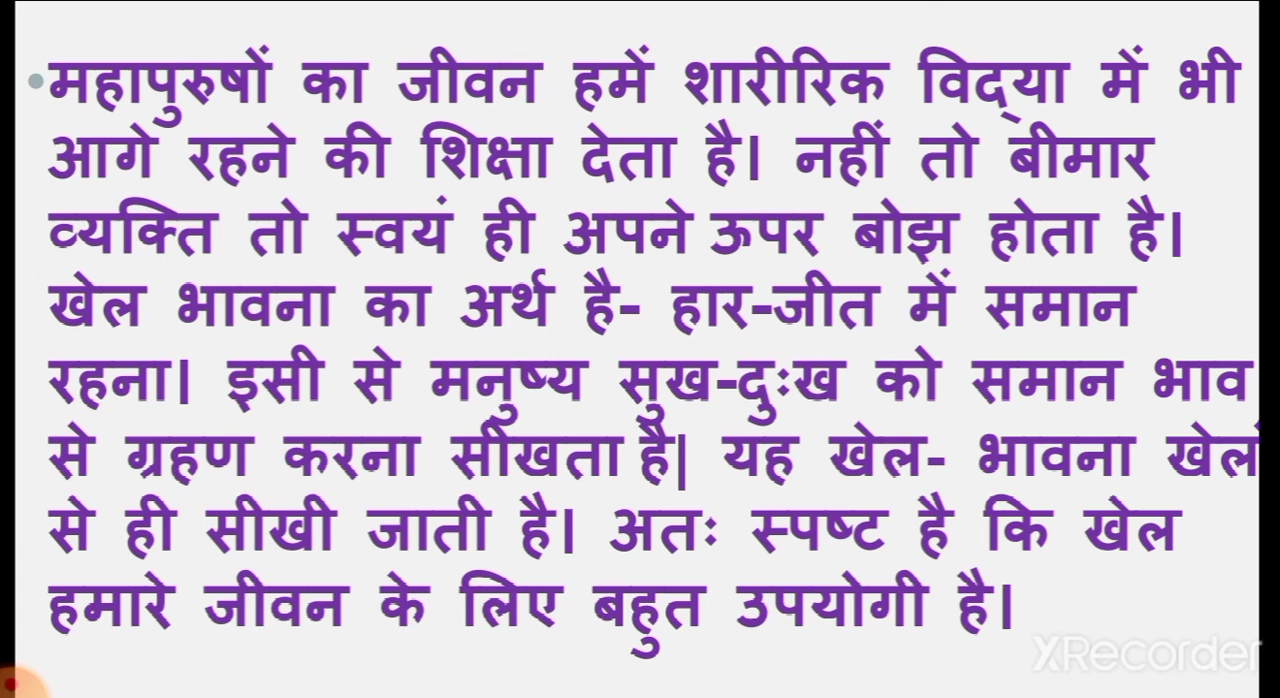 •महापुरुषों का जीवन हमें शारीरिक विद्‌या में भी
आगे रहने की शिक्षा देता है। नहीं तो बीमार
व्यक्ति तो स्वयं ही अपने ऊपर बोझ होता है।
खेल भावना का अर्थ है- हार-जीत में समान
रहना। इसी से मनुष्य सुख-दुःख को समान भाव
से ग्रहण करना सीखता है| यह खेल- भावना खेलों
से ही सीखी जाती है। अतः स्पष्ट है कि खेल
हमारे जीवन के लिए बहुत उपयोगी है।
XRecorder